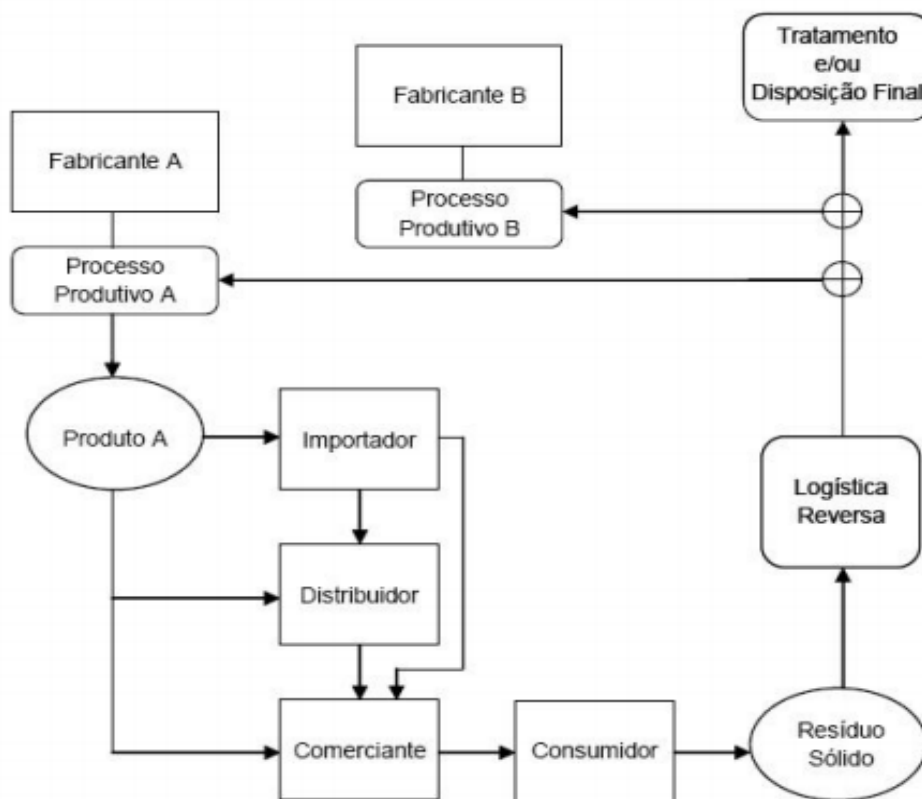 Tratamento
e/ou
Disposição Final
Fabricante B
Fabricante A
Processo
Produtivo B
Processo
Produtivo A
Produto A
Importador
Logística
Reversa
Distribuidor
Comerciante
Consumidor
Resíduo
Sólido